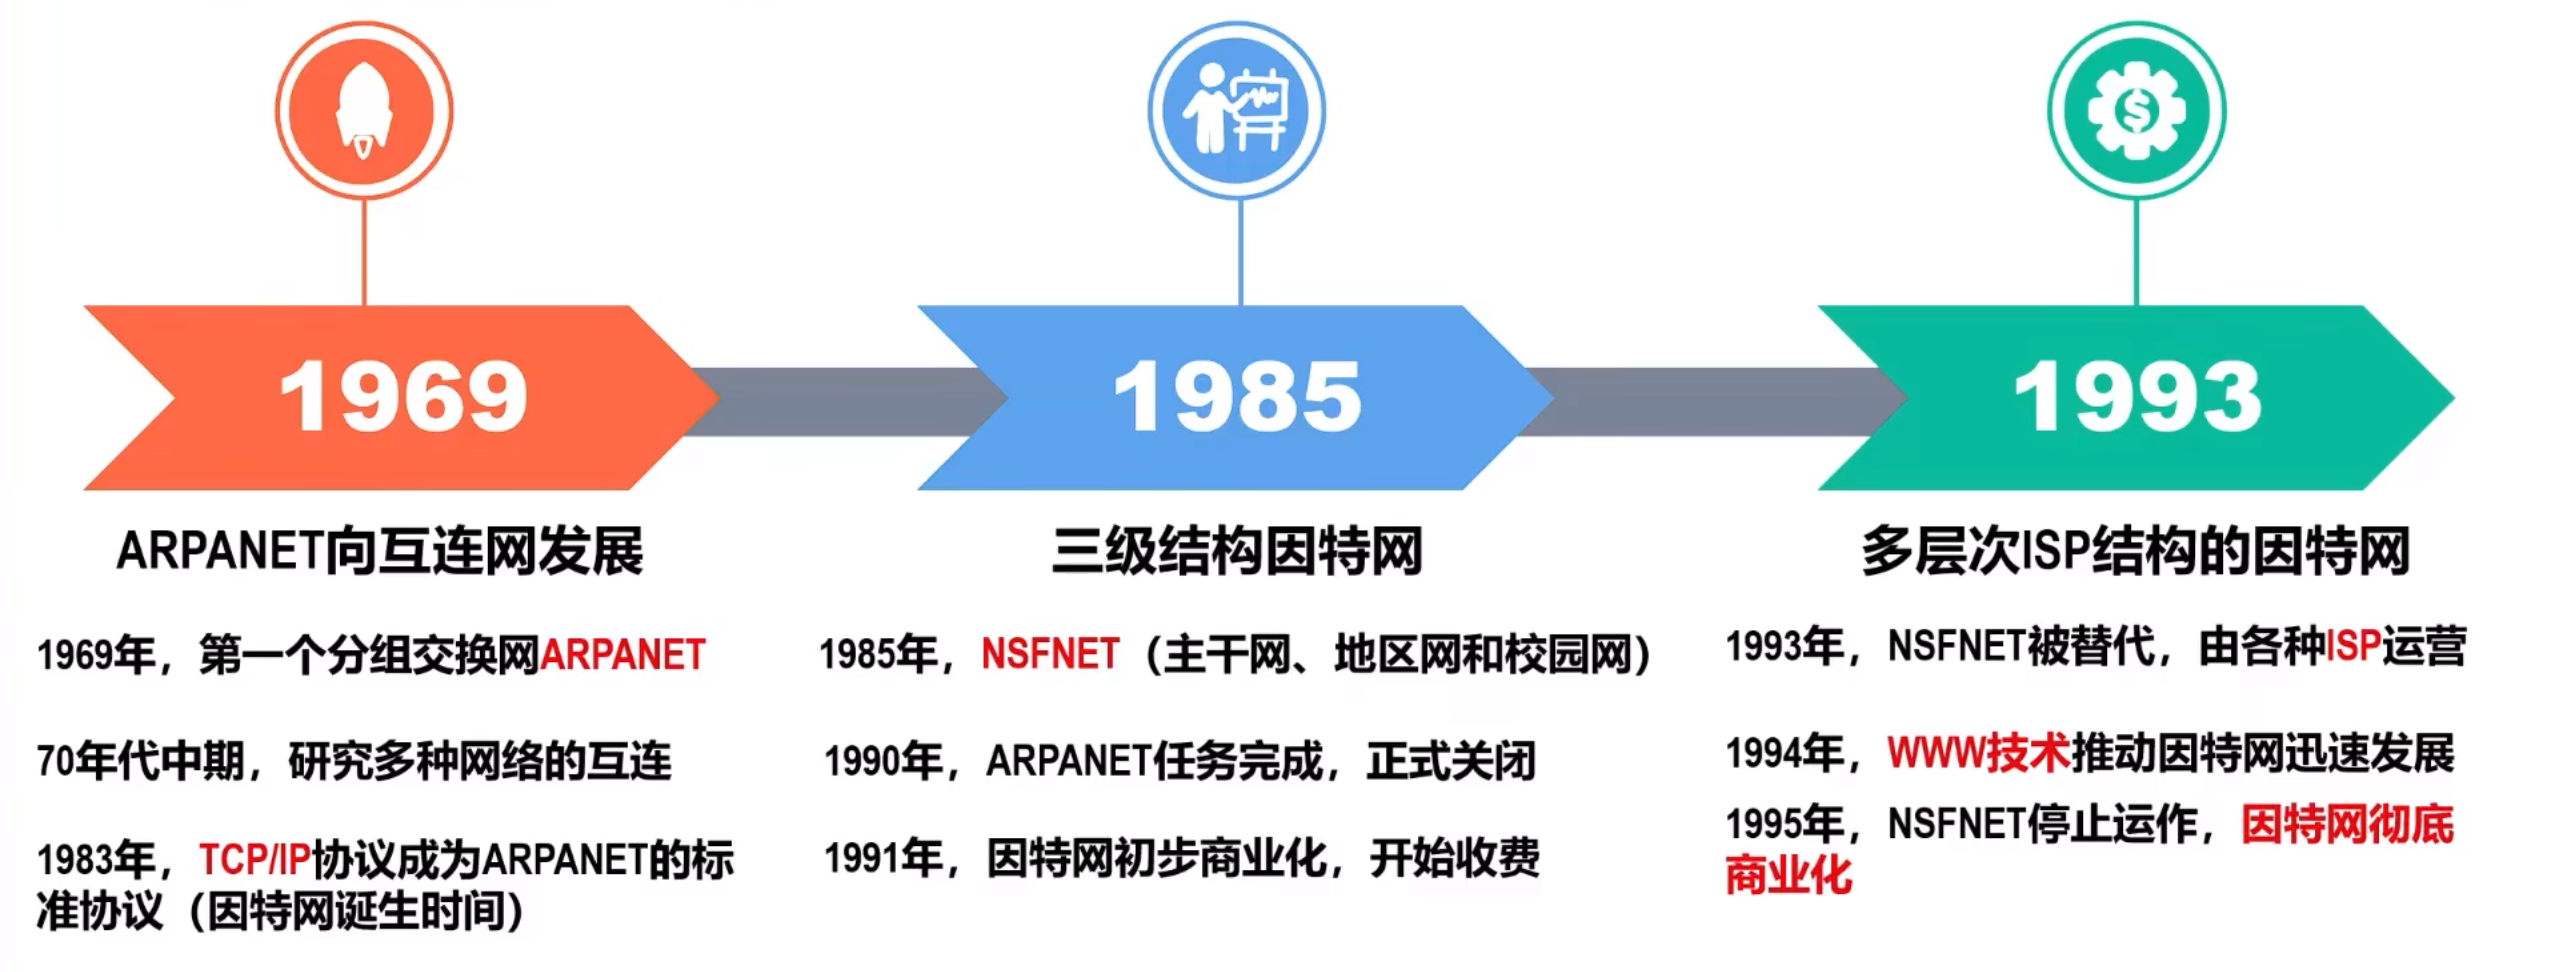 1969
1985
1993
ARPANET向互连网发展
1969年，第一个分组交换网ARPANET
70年代中期，研究多种网络的互连
1983年，TCP/IP协议成为ARPANET的标
准协议（因特网诞生时间）
三级结构因特网
1985年，NSFNET（主干网、地区网和校园网）
1990年，ARPANET任务完成，正式关闭
1991年，因特网初步商业化，开始收费
多层次ISP结构的因特网
1993年，NSFNET被替代，由各种ISP运营
1994年，WWW技术推动因特网迅速发展
1995年，NSFNET停止运作，因特网彻底
商业化